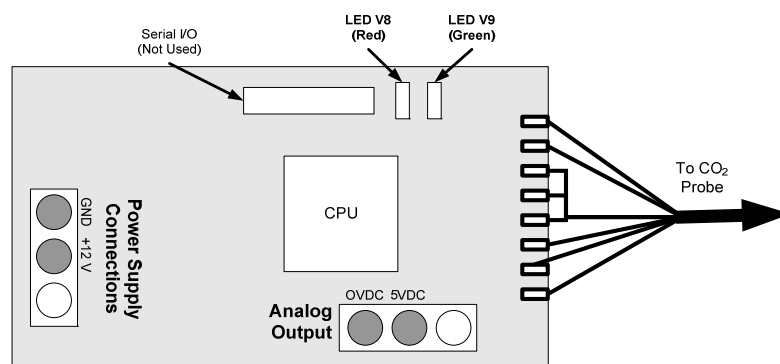 Serial I/O
(Not Used)
LED V8
(Red)
LED V9
(Green)
To CO₂
Probe
CPU
GND +12 V
Power Supply
Connections
OVDC 5VDC
Analog
Output